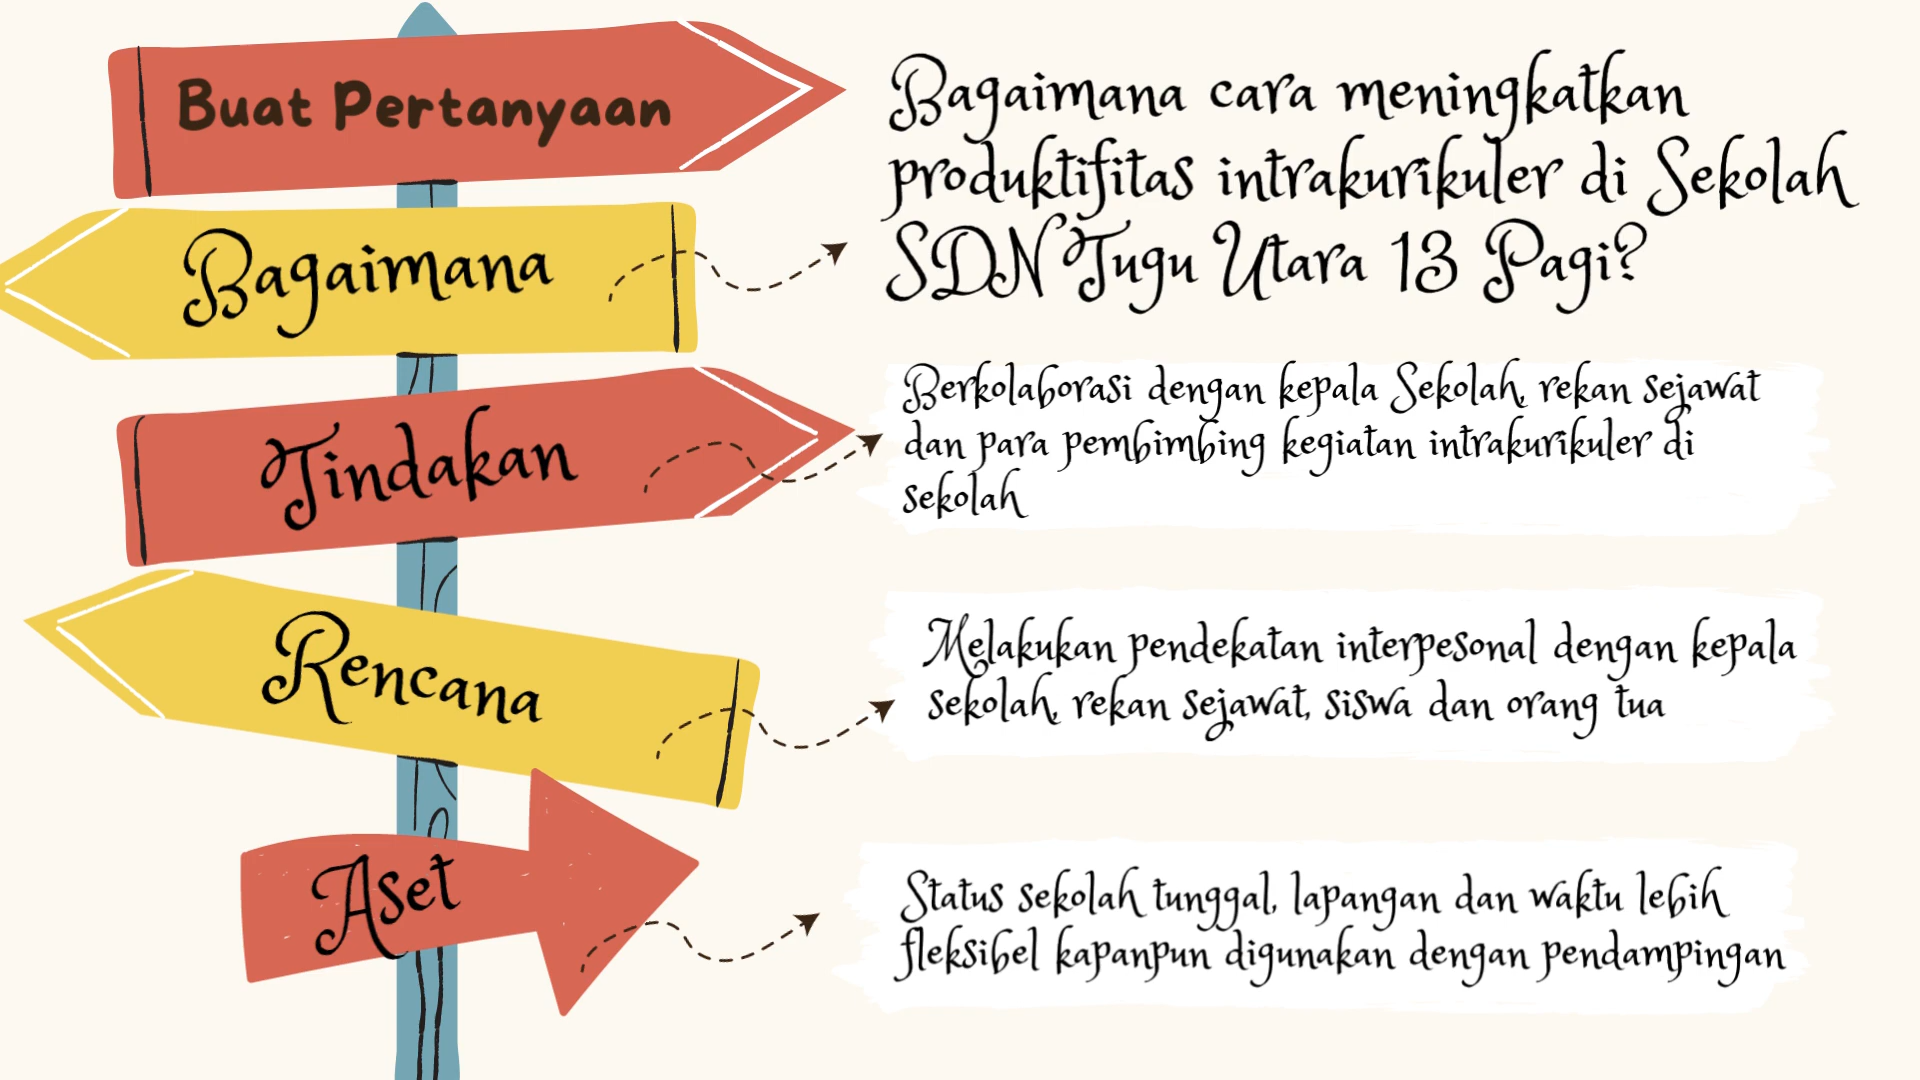 Buat Pertanyaan
Bagaimana cara meningkatkan
produktifitas intrakurikuler di Sekolah
SDN Tugu Utara 13 Pagi?
Bagaimana
Tindakan
Berkolaborasi dengan kepala Sekolah, rekan sejawat
dan para pembimbing kegiatan intrakurikuler di
sekolah
Rencana
Melakukan pendekatan interpesonal dengan kepala
sekolah, rekan sejawat, siswa dan orang tua
Aset
Status sekolah tunggal, lapangan dan waktu lebih
fleksibel kapanpun digunakan dengan pendampingan